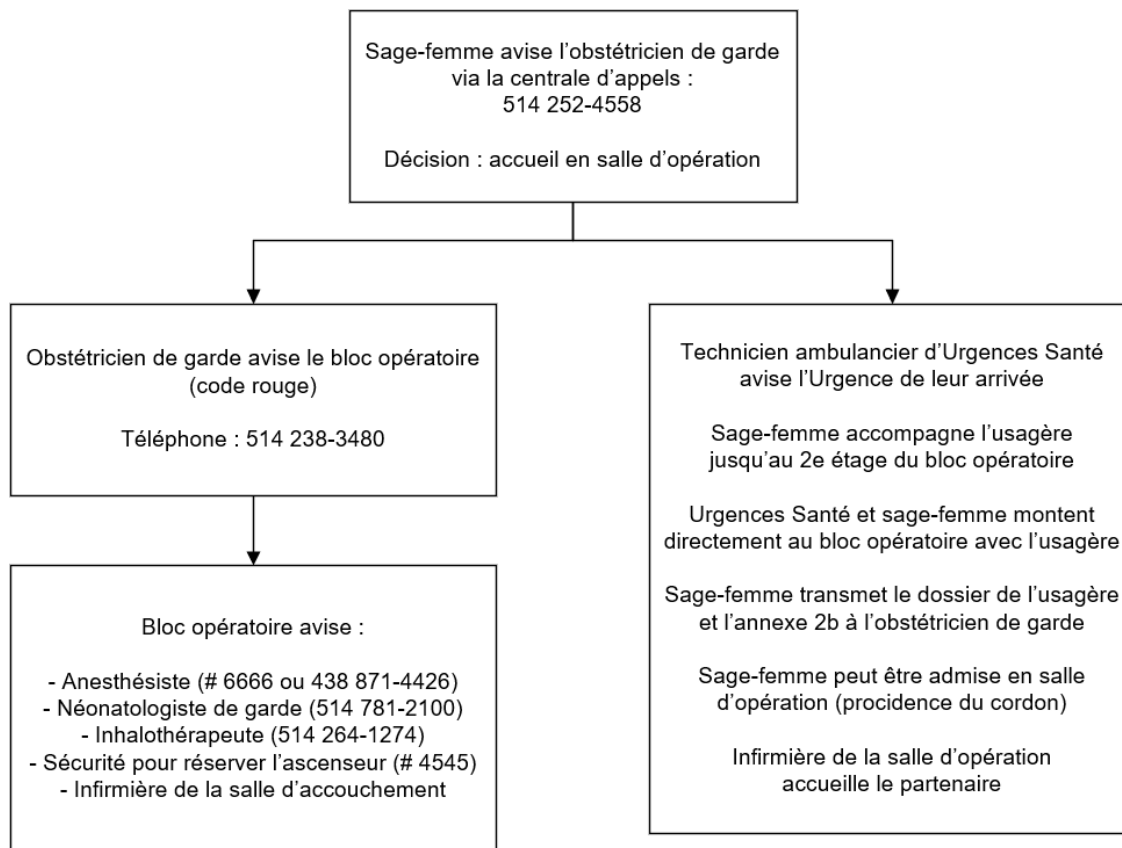 Sage-femme avise l’obstétricien de garde
via la centrale d’appels :
514 252-4558
Décision : accueil en salle d’opération
Obstétricien de garde avise le bloc opératoire
(code rouge)
Téléphone : 514 238-3480
Bloc opératoire avise :
- Anesthésiste (# 6666 ou 438 871-4426)
- Néonatologiste de garde (514 781-2100)
- Inhalothérapeute (514 264-1274)
- Sécurité pour réserver l’ascenseur (# 4545)
- Infirmière de la salle d’accouchement
Technicien ambulancier d’Urgences Santé
avise l’Urgence de leur arrivée
Sage-femme accompagne l’usagère
jusqu’au 2e étage du bloc opératoire
Urgences Santé et sage-femme montent
directement au bloc opératoire avec l’usagère
Sage-femme transmet le dossier de l’usagère
et l’annexe 2b à l’obstétricien de garde
Sage-femme peut être admise en salle
d’opération (procidence du cordon)
Infirmière de la salle d’opération
accueille le partenaire